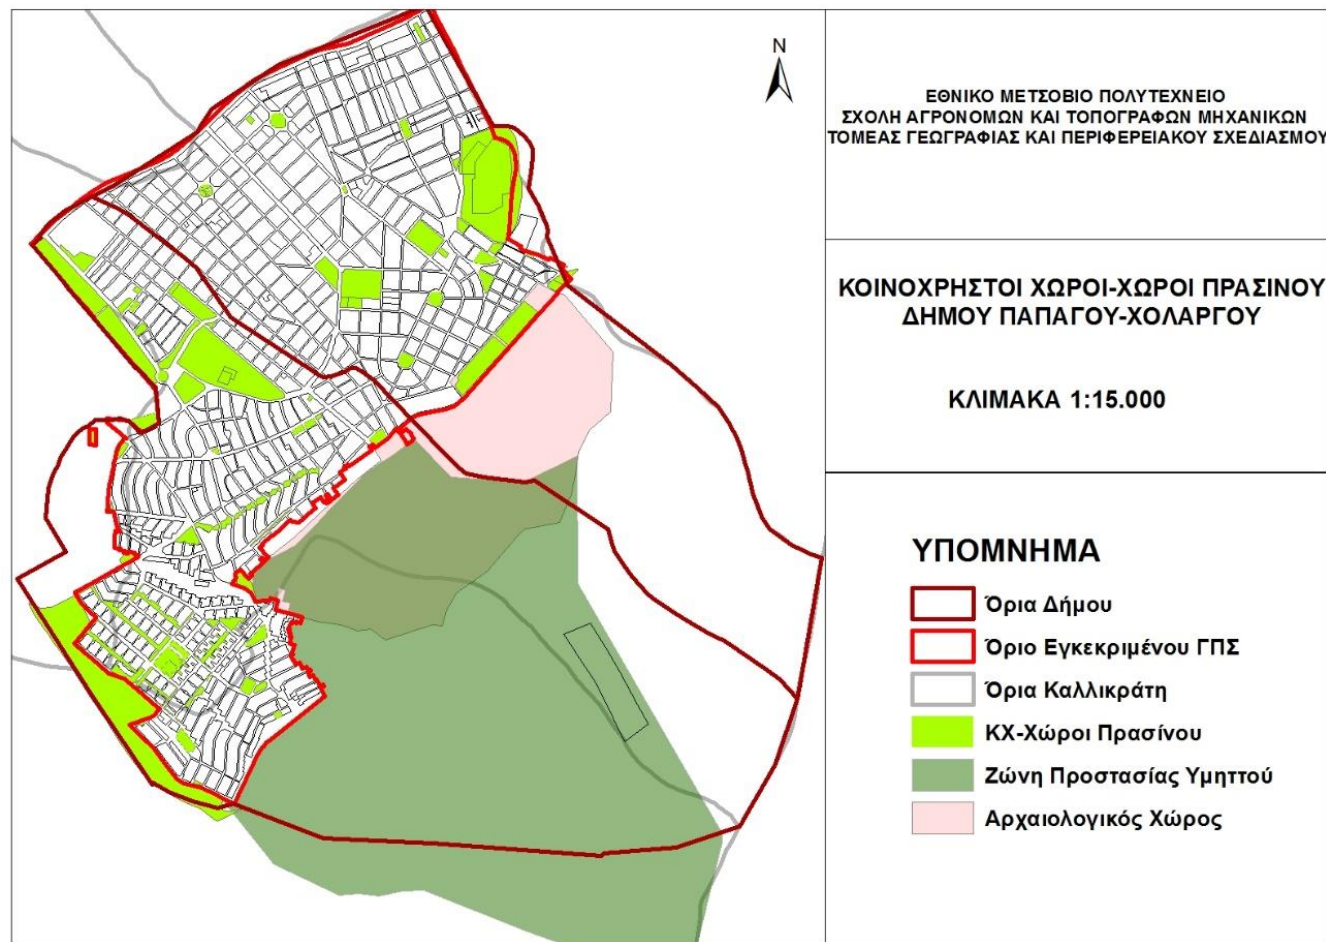 N
ΕΘΝΙΚΟ ΜΕΤΣΟΒΙΟ ΠΟΛΥΤΕΧΝΕΙΟ
ΣΧΟΛΗ ΑΓΡΟΝΟΜΩΝ ΚΑΙ ΤΟΠΟΓΡΑΦΩΝ ΜΗΧΑΝΙΚΩΝ
ΤΟΜΕΑΣ ΓΕΩΓΡΑΦΙΑΣ ΚΑΙ ΠΕΡΙΦΕΡΕΙΑΚΟΥ ΣΧΕΔΙΑΣΜΟΥ
ΚΟΙΝΟΧΡΗΣΤΟΙ ΧΩΡΟΙ-ΧΩΡΟΙ ΠΡΑΣΙΝΟΥ
ΔΗΜΟΥ ΠΑΠΑΓΟΥ-ΧΟΛΑΡΓΟΥ
ΚΛΙΜΑΚΑ 1:15.000
ΥΠΟΜΝΗΜΑ
Όρια Δήμου
Όριο Εγκεκριμένου ΓΠΣ
Όρια Καλλικράτη
ΚΧ-Χώροι Πρασίνου
Ζώνη Προστασίας Υμηττού
Αρχαιολογικός Χώρος